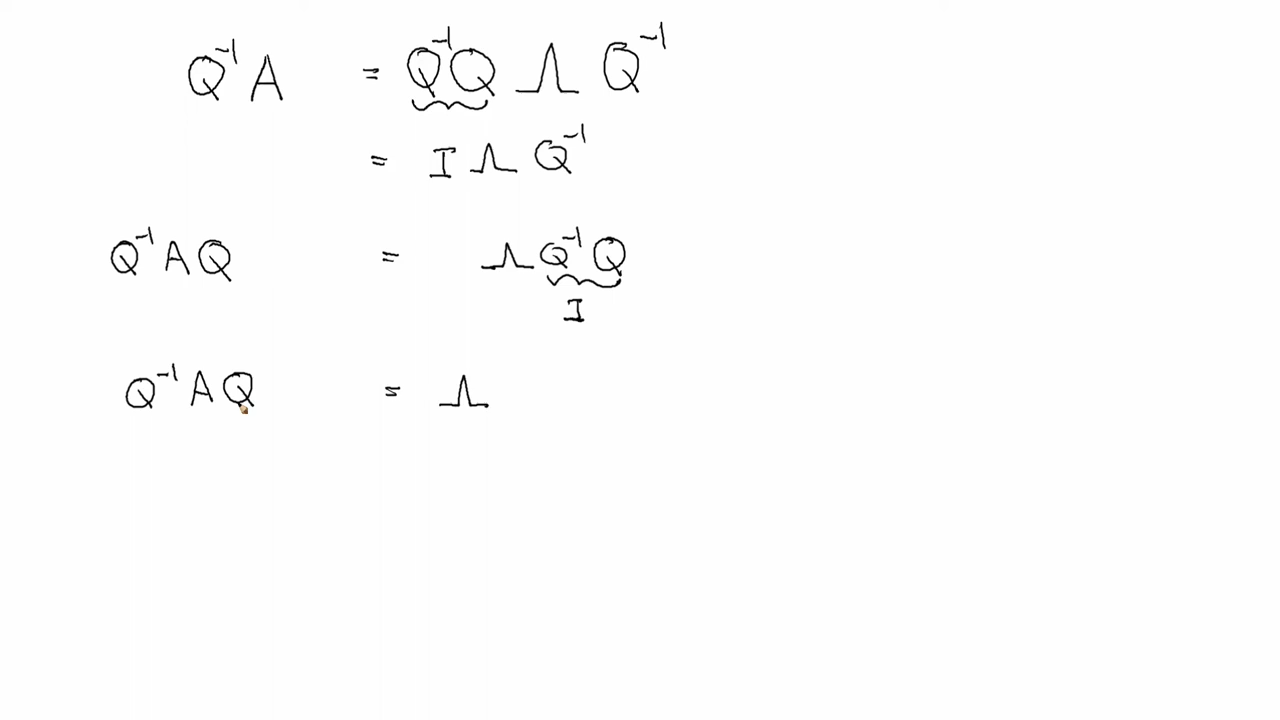 Q⁻¹A = Q⁻¹Q Λ Q⁻¹
= I Λ Q⁻¹
Q⁻¹AQ = Λ Q⁻¹Q
I
Q⁻¹AQ = Λ